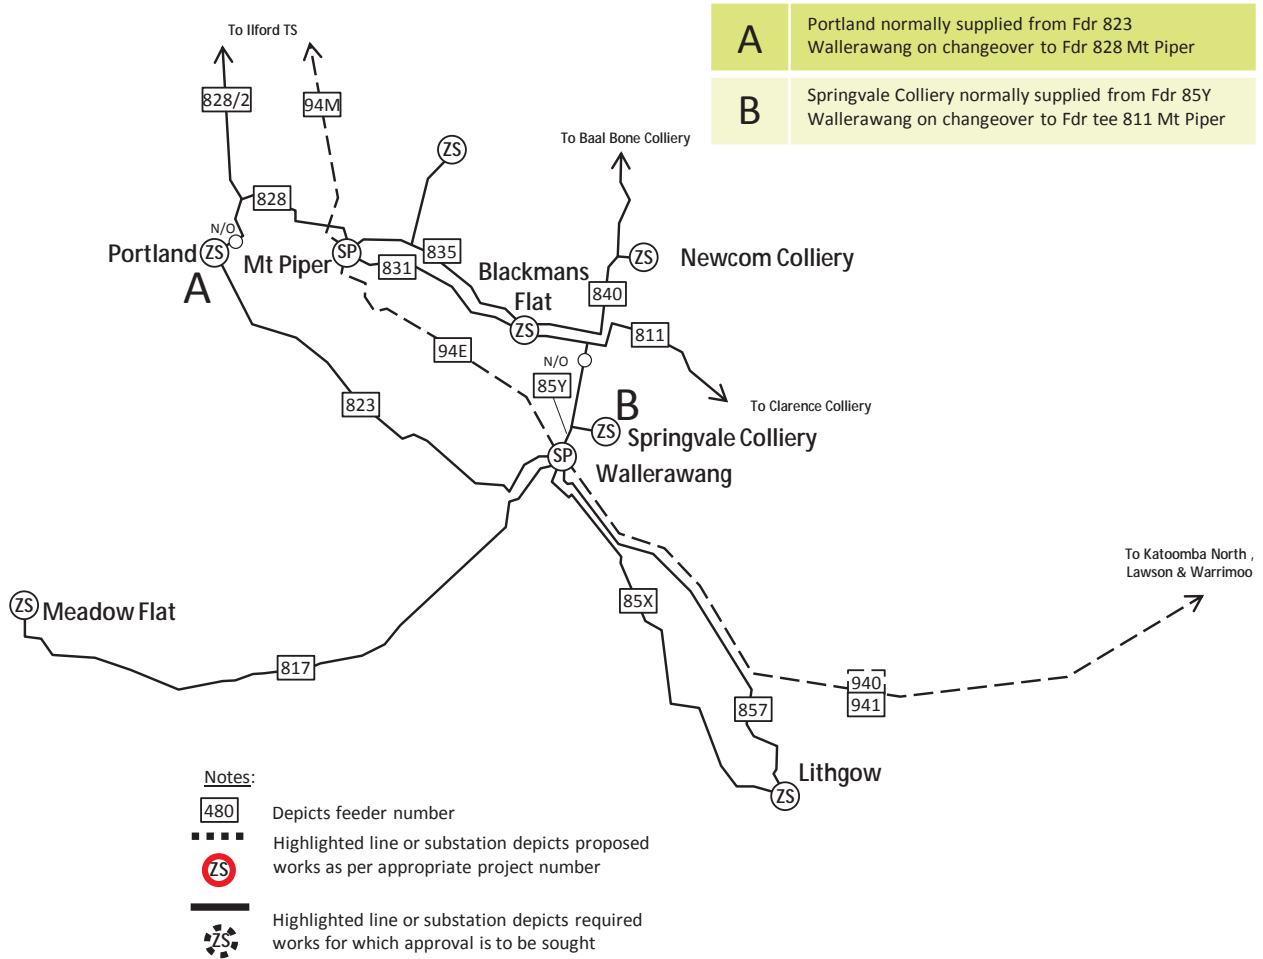 To Ilford TS
A
Portland normally supplied from Fdr 823
Wallerawang on changeover to Fdr 828 Mt Piper
B
Springvale Colliery normally supplied from Fdr 85Y
Wallerawang on changeover to Fdr tee 811 Mt Piper
828/2
94M
ZS
To Baal Bone Colliery
828
N/O
Portland
ZS
A
Mt Piper
SP
835
831
Blackmans
Flat
ZS
ZS
Newcom Colliery
840
811
94E
N/O
85Y
B
To Clarence Colliery
823
ZS
Springvale Colliery
SP
Wallerawang
To Katoomba North ,
Lawson & Warrimoo
ZS
Meadow Flat
85X
817
940
941
857
Lithgow
ZS
Notes:
480
Depicts feeder number
Highlighted line or substation depicts proposed
works as per appropriate project number
ZS
Highlighted line or substation depicts required
works for which approval is to be sought
ZS